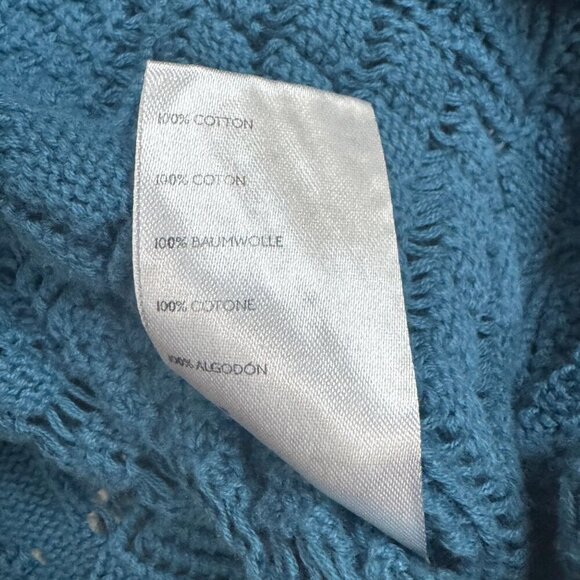 100% COTTON
100% COTON
100% BAUMWOLLE
100% COTONE
100% ALGODÓN